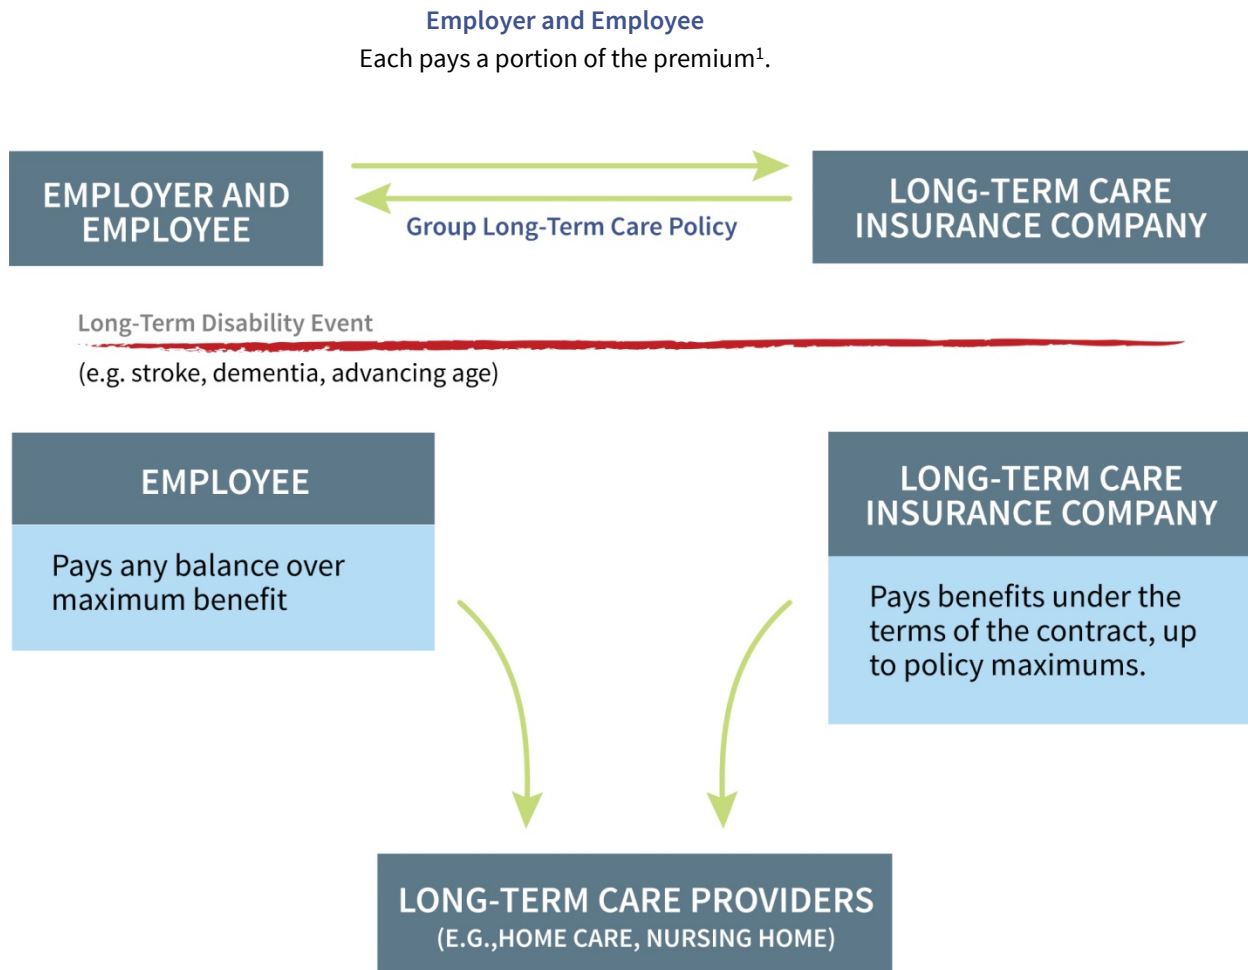 Employer and Employee
Each pays a portion of the premium¹.
EMPLOYER AND
EMPLOYEE
Group Long-Term Care Policy
LONG-TERM CARE
INSURANCE COMPANY
Long-Term Disability Event
(e.g. stroke, dementia, advancing age)
EMPLOYEE
Pays any balance over
maximum benefit
LONG-TERM CARE
INSURANCE COMPANY
Pays benefits under the
terms of the contract, up
to policy maximums.
LONG-TERM CARE PROVIDERS
(E.G.,HOME CARE, NURSING HOME)